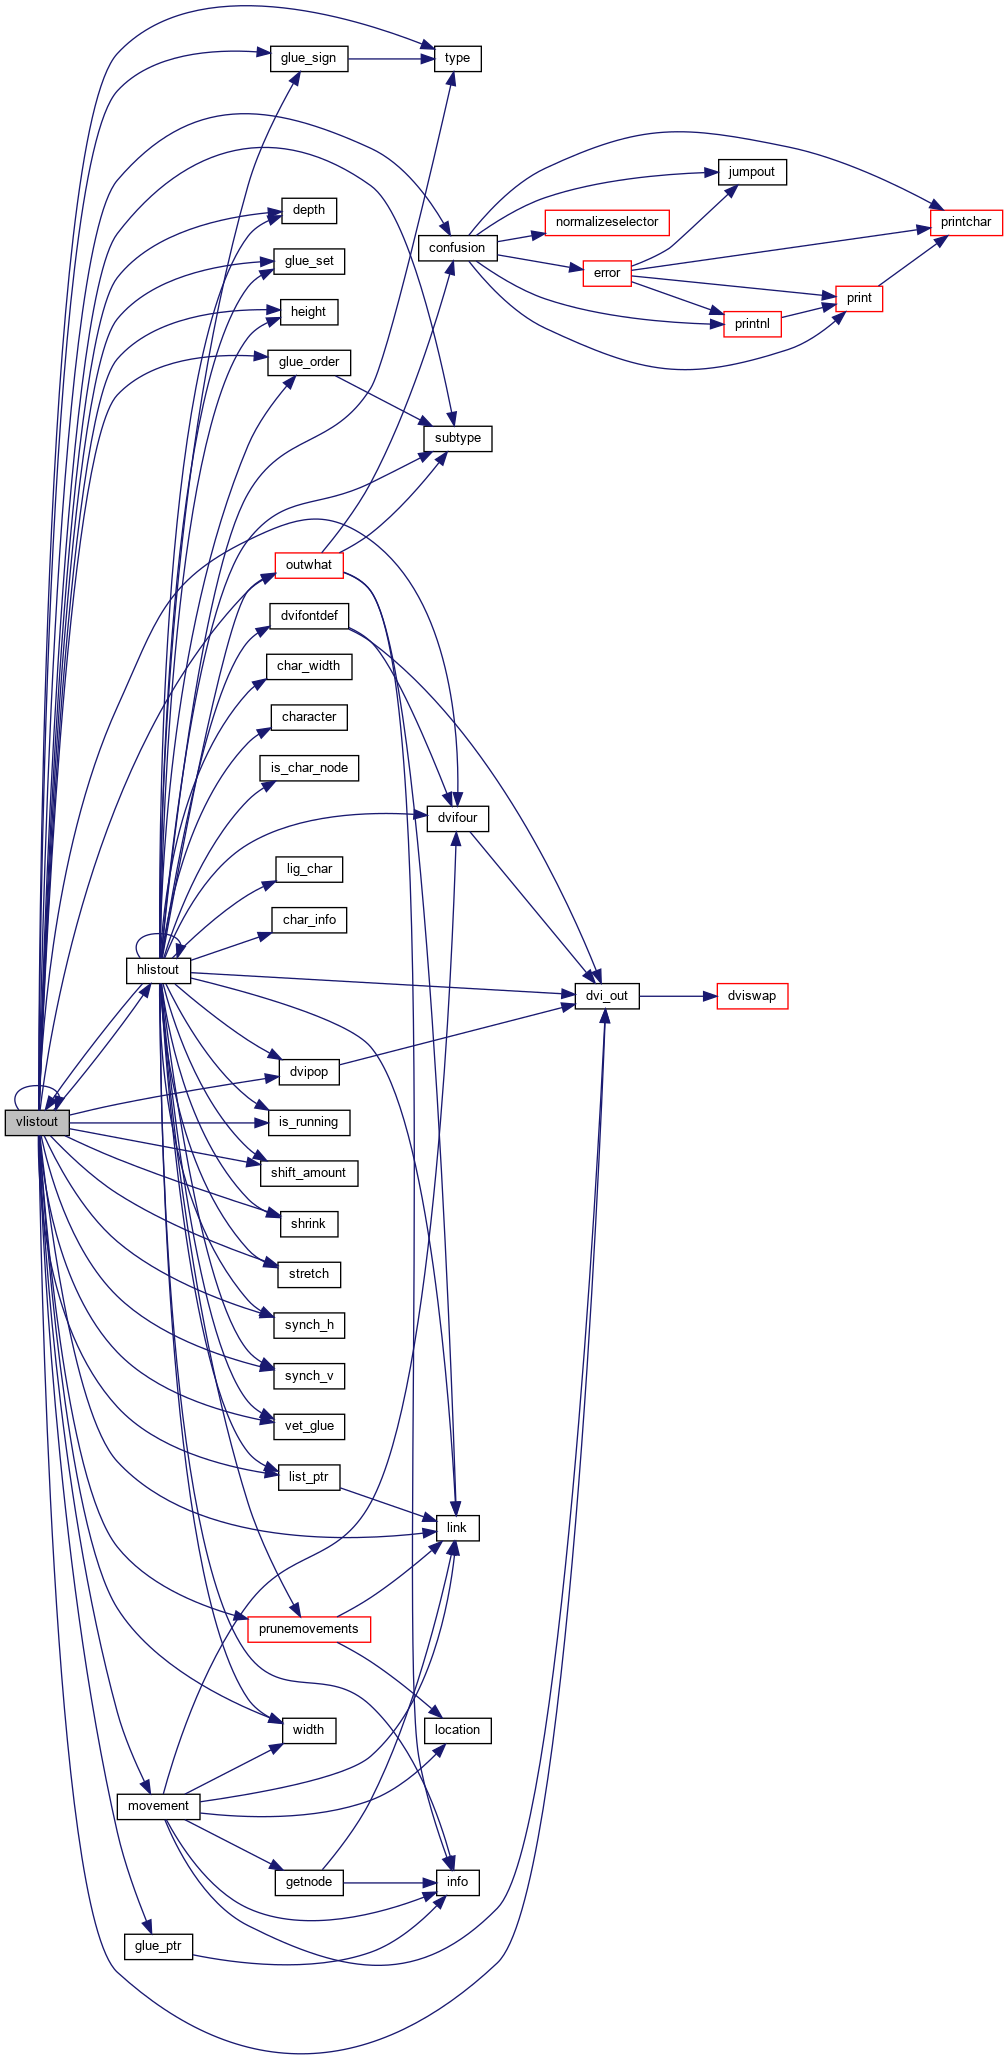 glue_sign
type
jumpout
depth
normalizeselector
printchar
confusion
glue_set
error
print
height
printnl
glue_order
subtype
outwhat
dvifontdef
char_width
character
is_char_node
dvifour
lig_char
char_info
hlistout
dvi_out
dviswap
dvipop
vlistout
is_running
shift_amount
shrink
stretch
synch_h
synch_v
vet_glue
list_ptr
link
prunemovements
width
location
movement
getnode
info
glue_ptr